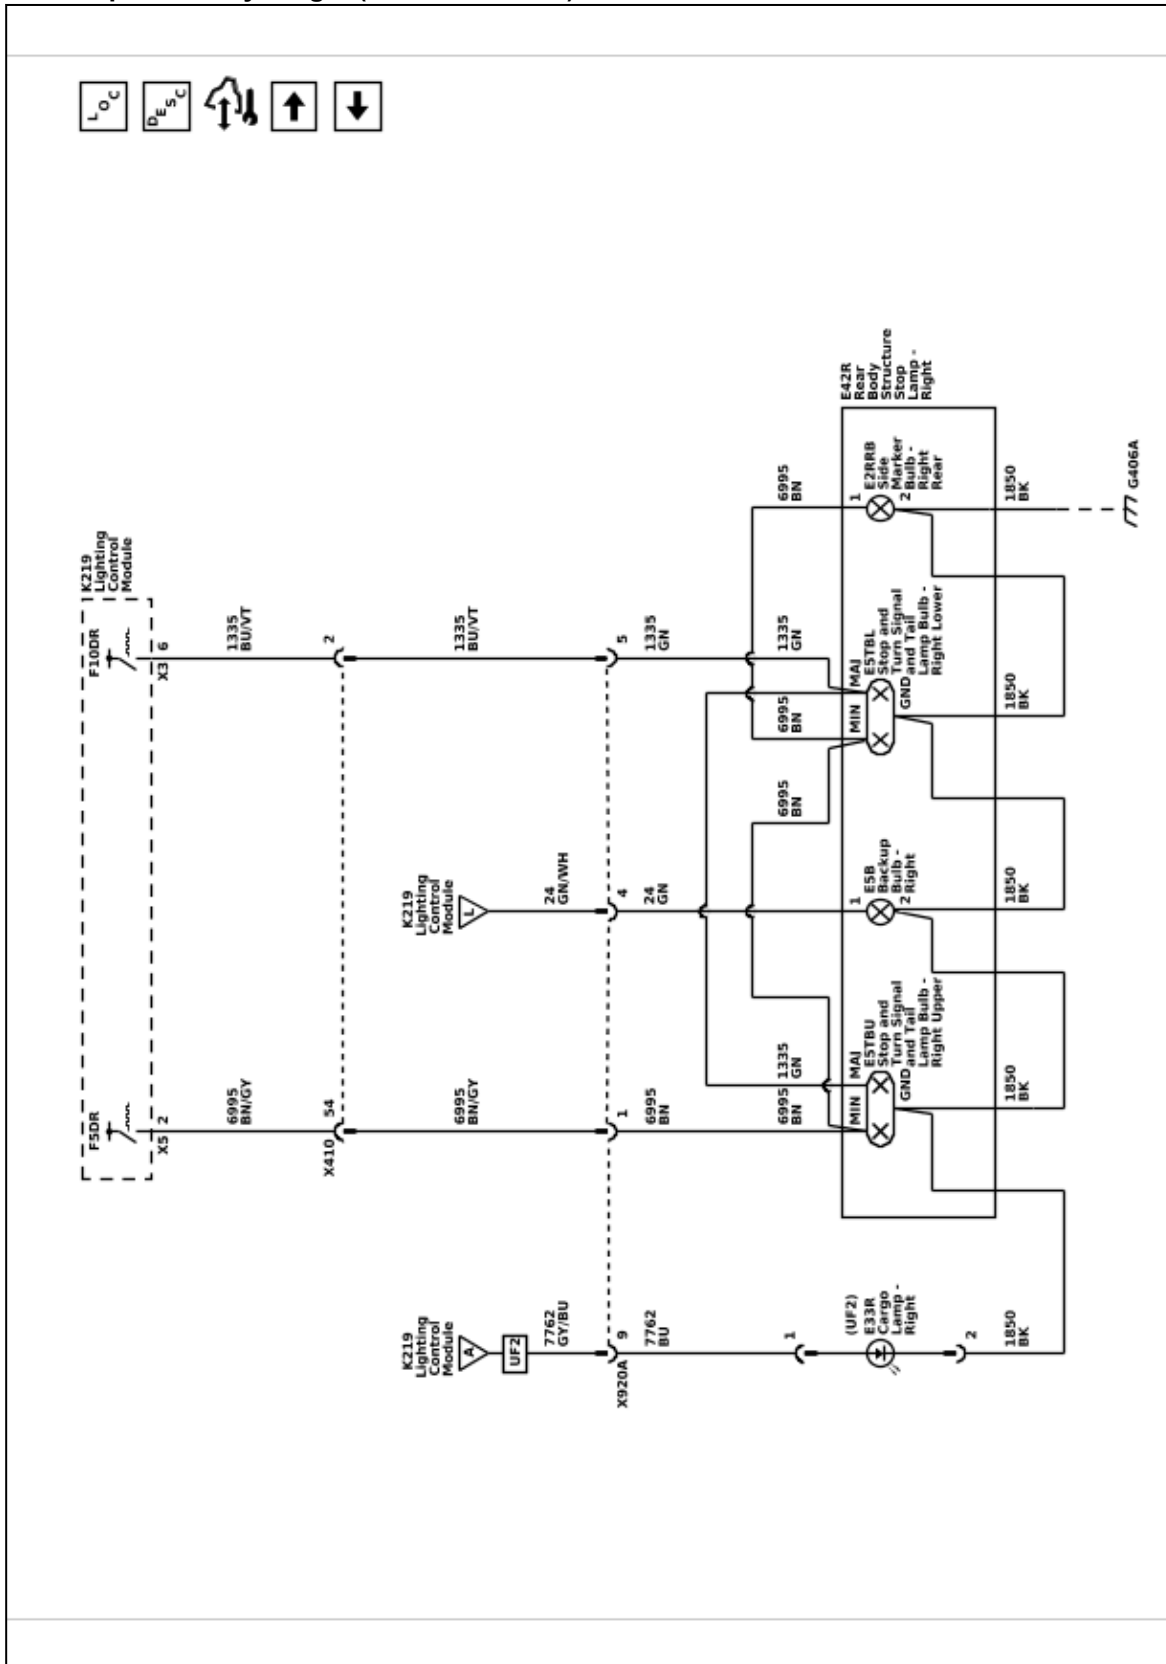 LOC
DESC
K219
Lighting
Control
Module
F5DR
F10DR
X5 2
X3 6
6995
BN/GY
1335
BU/VT
X410 54
2
6995
BN/GY
1335
BU/VT
K219
Lighting
Control
Module
A
UF2
7762
GY/BU
K219
Lighting
Control
Module
L
24
GN/WH
X920A 9
1
4
5
7762
BU
6995
BN
24
GN
1335
GN
1
6995
BN
1335
GN
6995
BN
6995
BN
1335
GN
6995
BN
(UF2)
E33R
Cargo
Lamp -
Right
2
MIN
MAJ
E5TBU
Stop and
Turn Signal
and Tail
Lamp Bulb -
Right Upper
GND
1
E5B
Backup
Bulb -
Right
2
MIN
MAJ
E5TBL
Stop and
Turn Signal
and Tail
Lamp Bulb -
Right Lower
GND
1
E2RRB
Side
Marker
Bulb -
Right
Rear
2
E42R
Rear
Body
Structure
Stop
Lamp -
Right
1850
BK
1850
BK
1850
BK
1850
BK
1850
BK
G406A